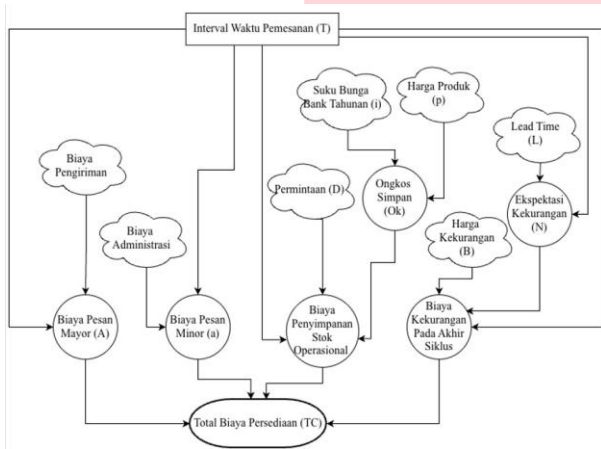 Interval Waktu Pemesanan (T)
Suku Bunga
Bank Tahunan (i)
Harga Produk
(p)
Lead Time
(L)
Biaya
Pengiriman
Permintaan (D)
Ongkos
Simpan
(Ok)
Ekspektasi
Kekurangan
(N)
Biaya
Administrasi
Harga
Kekurangan
(B)
Biaya Pesan
Mayor (A)
Biaya Pesan
Minor (a)
Biaya
Penyimpanan
Stok
Operasional
Biaya
Kekurangan
Pada Akhir
Siklus
Total Biaya Persediaan (TC)